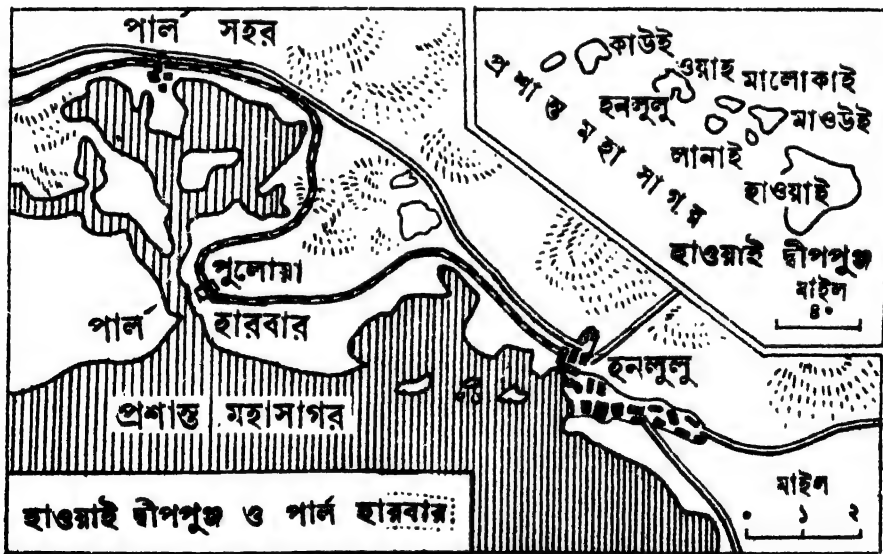 পার্ল সহর
কাউই
ওয়াহু
মালোকাই
হনলুলু
মাওউই
লানাই
হাওয়াই
প্রশান্ত মহাসাগর
হাওয়াই দ্বীপপুঞ্জ
মাইল
৪০
পুলোয়া
পার্ল হারবার
হনলুলু
প্রশান্ত মহাসাগর
মাইল
০ ১ ২
হাওয়াই দ্বীপপুঞ্জ ও পার্ল হারবার